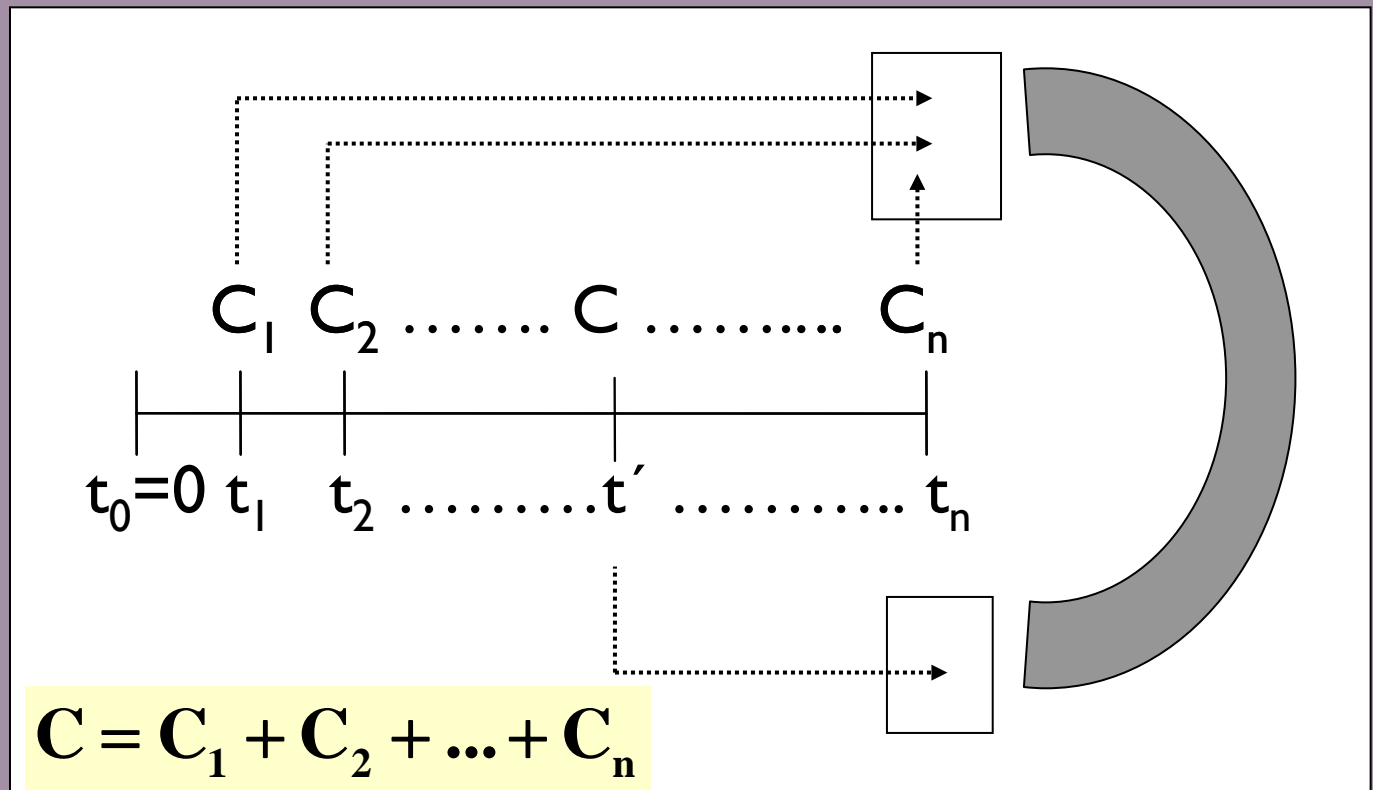 C₁ C₂ ……. C ………. Cₙ
t₀=0 t₁ t₂ ………t´ ……….. tₙ
C = C₁ + C₂ + ... + Cₙ